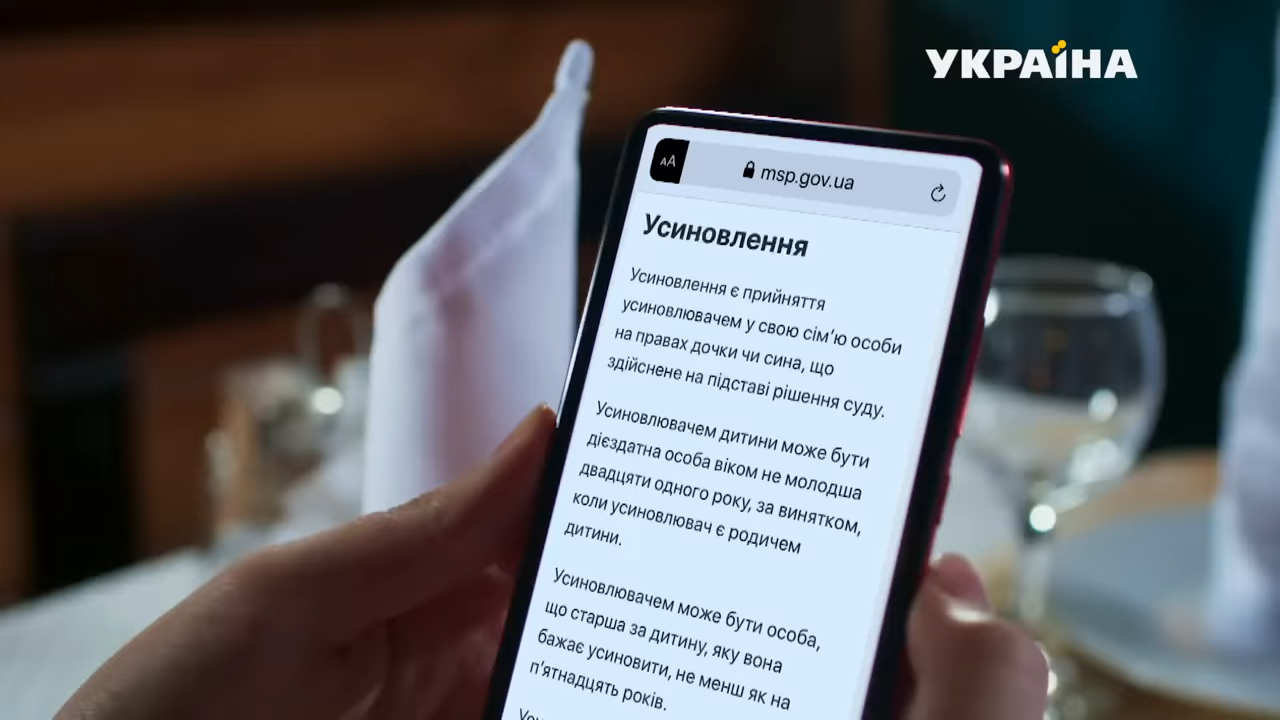 УКРАЇНА
AA
msp.gov.ua
Усиновлення
Усиновлення є прийняття
усиновлювачем у свою сім’ю особи
на правах дочки чи сина, що
здійснене на підставі рішення суду.
Усиновлювачем дитини може бути
дієздатна особа віком не молодша
двадцяти одного року, за винятком,
коли усиновлювач є родичем
дитини.
Усиновлювачем може бути особа,
що старша за дитину, яку вона
бажає усиновити, не менш як на
п’ятнадцять років.